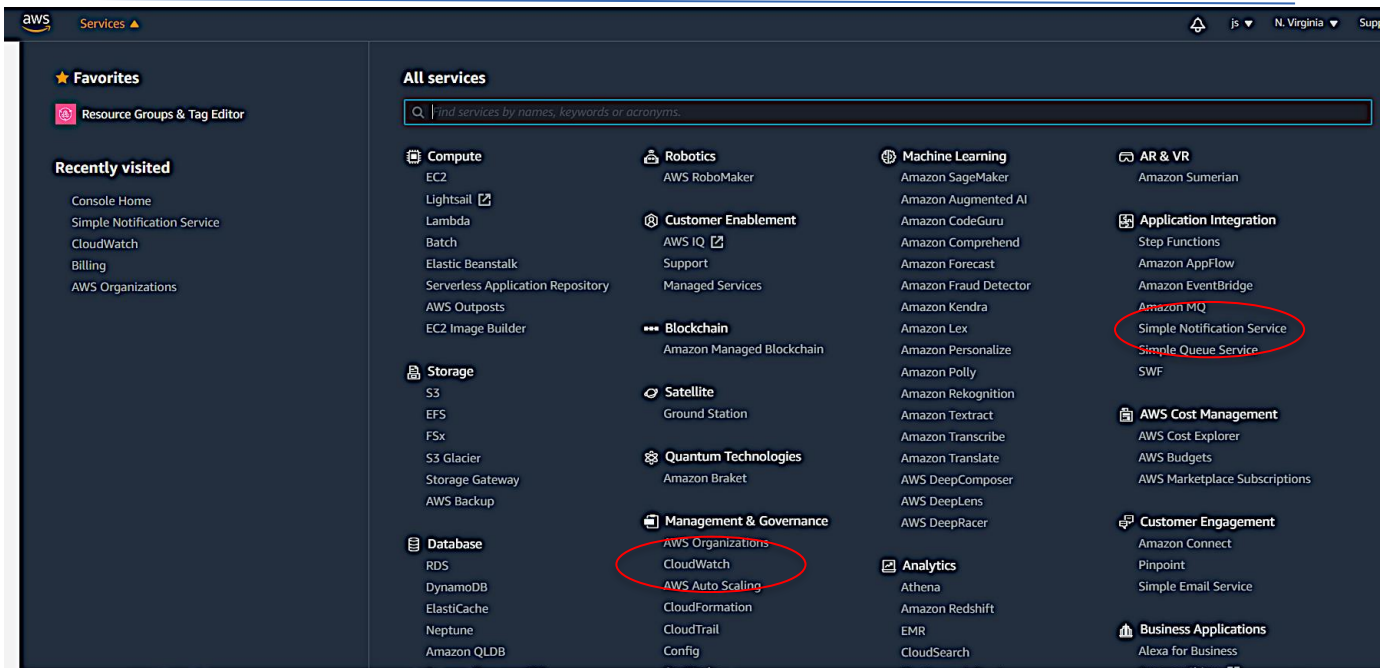 aws
Services
js
N. Virginia
Supp
Favorites
Resource Groups & Tag Editor
Recently visited
Console Home
Simple Notification Service
CloudWatch
Billing
AWS Organizations
All services
Find services by names, keywords or acronyms.
Compute
EC2
Lightsail
Lambda
Batch
Elastic Beanstalk
Serverless Application Repository
AWS Outposts
EC2 Image Builder
Storage
S3
EFS
FSx
S3 Glacier
Storage Gateway
AWS Backup
Database
RDS
DynamoDB
ElastiCache
Neptune
Amazon QLDB
Robotics
AWS RoboMaker
Customer Enablement
AWS IQ
Support
Managed Services
Blockchain
Amazon Managed Blockchain
Satellite
Ground Station
Quantum Technologies
Amazon Braket
Management & Governance
AWS Organizations
CloudWatch
AWS Auto Scaling
CloudFormation
CloudTrail
Config
Machine Learning
Amazon SageMaker
Amazon Augmented AI
Amazon CodeGuru
Amazon Comprehend
Amazon Forecast
Amazon Fraud Detector
Amazon Kendra
Amazon Lex
Amazon Personalize
Amazon Polly
Amazon Rekognition
Amazon Textract
Amazon Transcribe
Amazon Translate
AWS DeepComposer
AWS DeepLens
AWS DeepRacer
Analytics
Athena
Amazon Redshift
EMR
CloudSearch
AR & VR
Amazon Sumerian
Application Integration
Step Functions
Amazon AppFlow
Amazon EventBridge
Amazon MQ
Simple Notification Service
Simple Queue Service
SWF
AWS Cost Management
AWS Cost Explorer
AWS Budgets
AWS Marketplace Subscriptions
Customer Engagement
Amazon Connect
Pinpoint
Simple Email Service
Business Applications
Alexa for Business